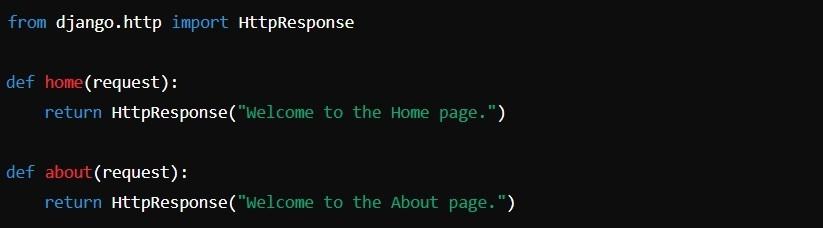 from django.http import HttpResponse

def home(request):
    return HttpResponse("Welcome to the Home page.")

def about(request):
    return HttpResponse("Welcome to the About page.")